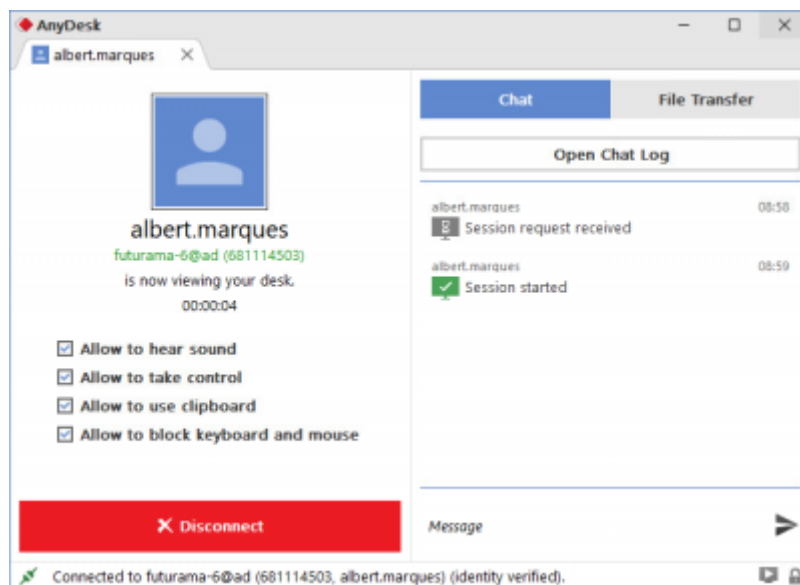 AnyDesk
albert.marques
albert.marques
futurama-6@ad (681114503)
is now viewing your desk.
00:00:04
Allow to hear sound
Allow to take control
Allow to use clipboard
Allow to block keyboard and mouse
Disconnect
Chat
File Transfer
Open Chat Log
albert.marques 08:58
Session request received
albert.marques 08:59
Session started
Message
Connected to futurama-6@ad (681114503, albert.marques) (identity verified).